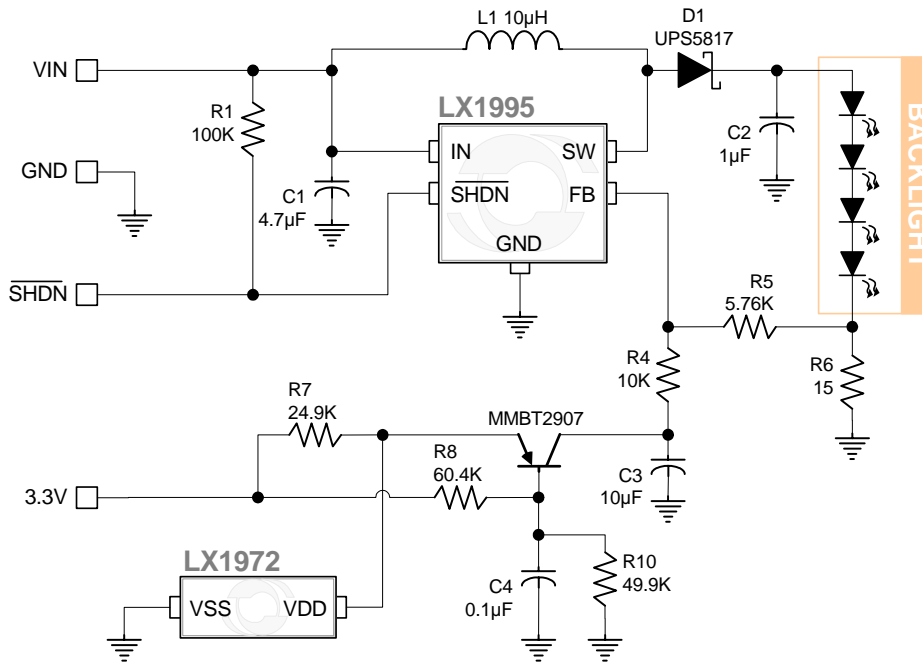 L1 10µH
D1
UPS5817
VIN
R1
100K
LX1995
IN
SW
C2
1µF
BACKLIGHT
GND
C1
4.7µF
SHDN
FB
GND
SHDN
R5
5.76K
R4
10K
R6
15
R7
24.9K
MMBT2907
R8
60.4K
C3
10µF
3.3V
LX1972
VSS
VDD
C4
0.1µF
R10
49.9K